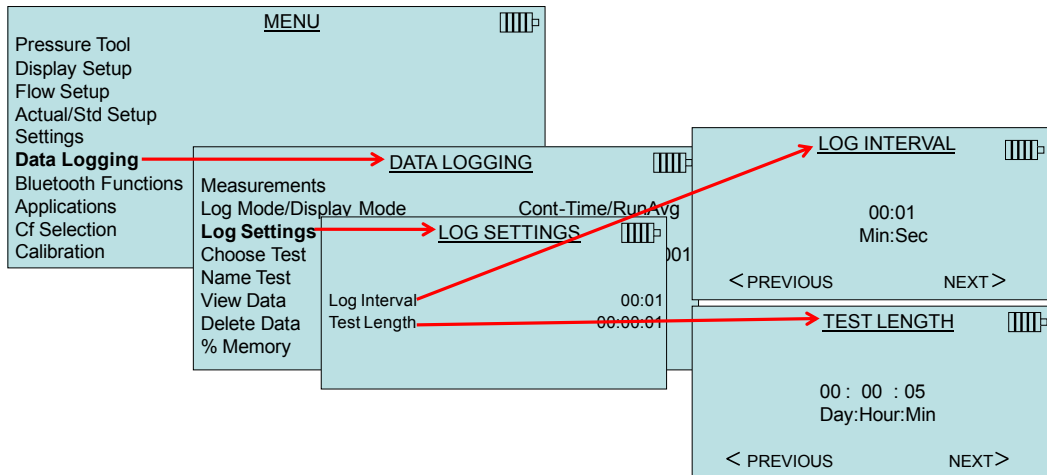 MENU
Pressure Tool
Display Setup
Flow Setup
Actual/Std Setup
Settings
Data Logging
Bluetooth Functions
Applications
Cf Selection
Calibration
DATA LOGGING
Measurements
Log Mode/Display Mode Cont-Time/RunAvg
Log Settings
Choose Test 001
Name Test
View Data
Delete Data
% Memory
LOG SETTINGS
Log Interval 00:01
Test Length 00:00:01
LOG INTERVAL
00:01
Min:Sec
< PREVIOUS NEXT >
TEST LENGTH
00 : 00 : 05
Day:Hour:Min
< PREVIOUS NEXT >